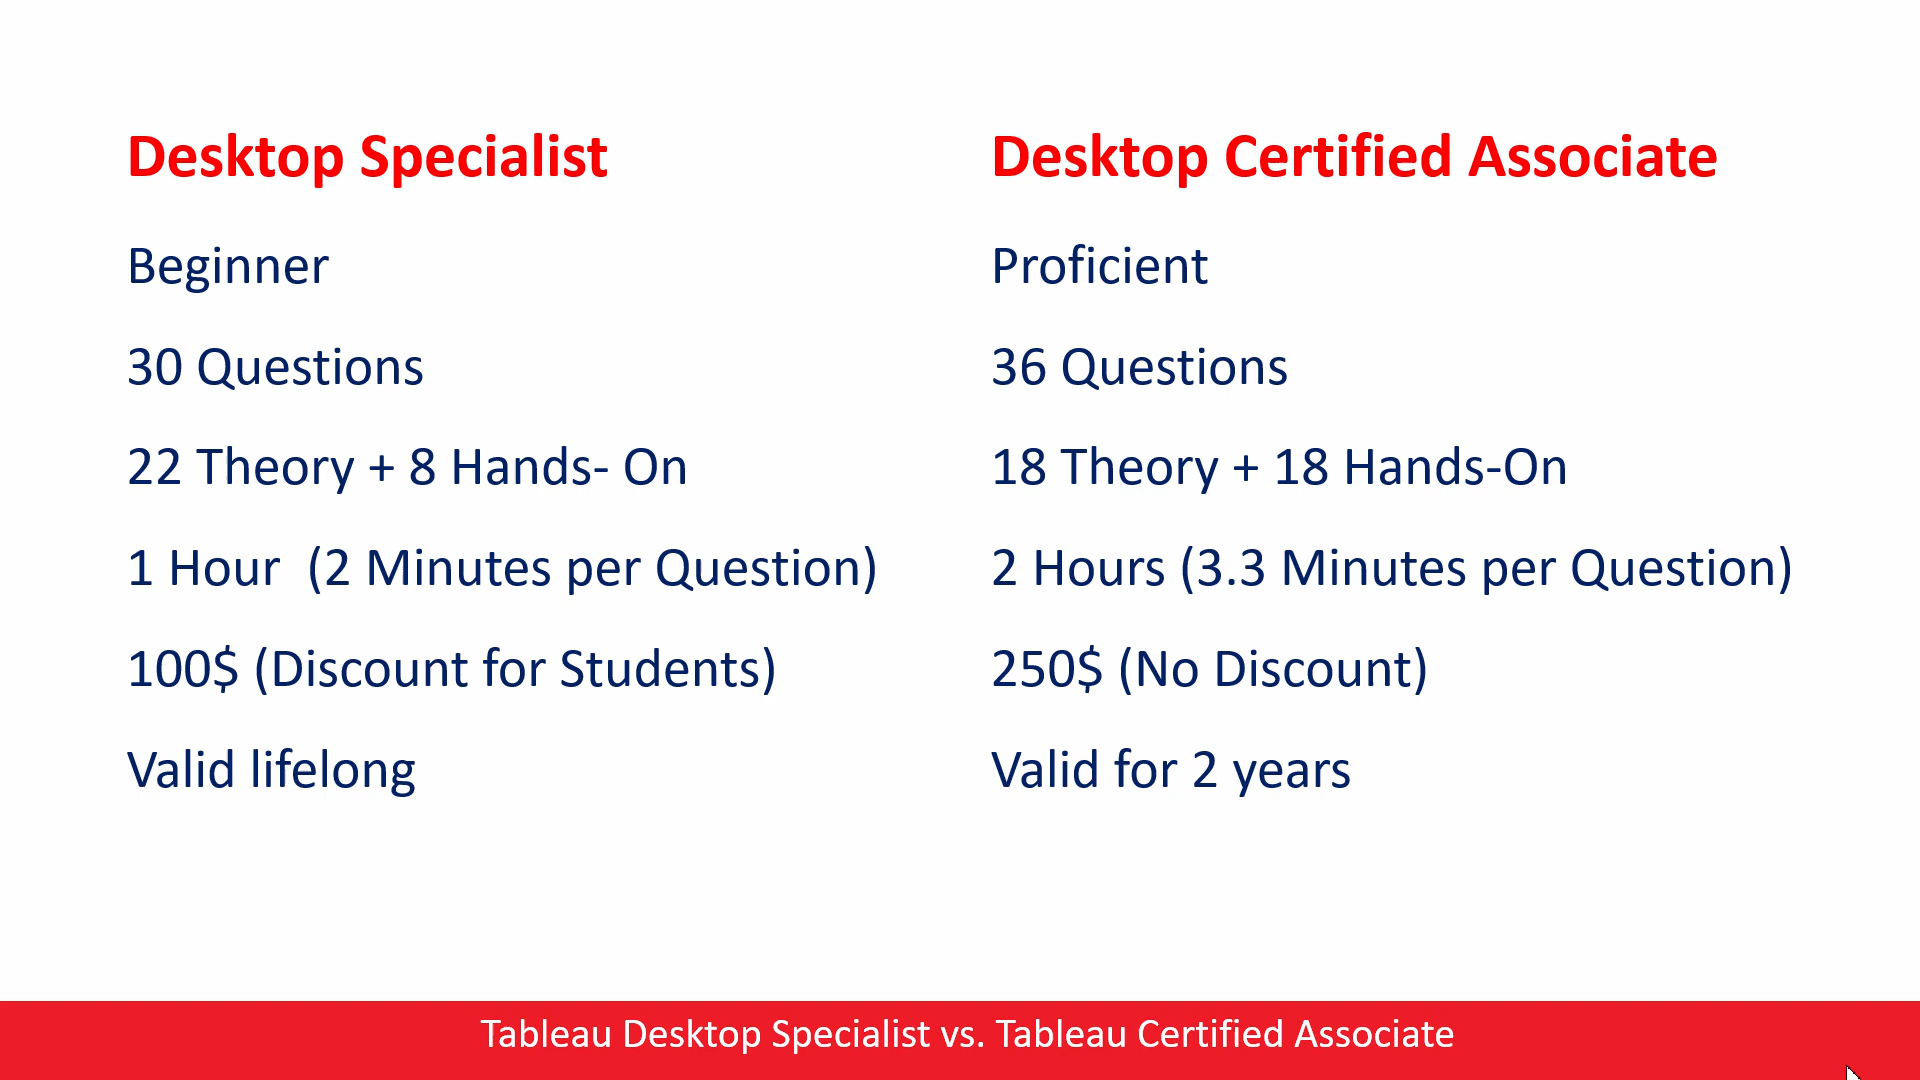 Desktop Specialist
Beginner
30 Questions
22 Theory + 8 Hands- On
1 Hour  (2 Minutes per Question)
100$ (Discount for Students)
Valid lifelong
Desktop Certified Associate
Proficient
36 Questions
18 Theory + 18 Hands-On
2 Hours (3.3 Minutes per Question)
250$ (No Discount)
Valid for 2 years
Tableau Desktop Specialist vs. Tableau Certified Associate